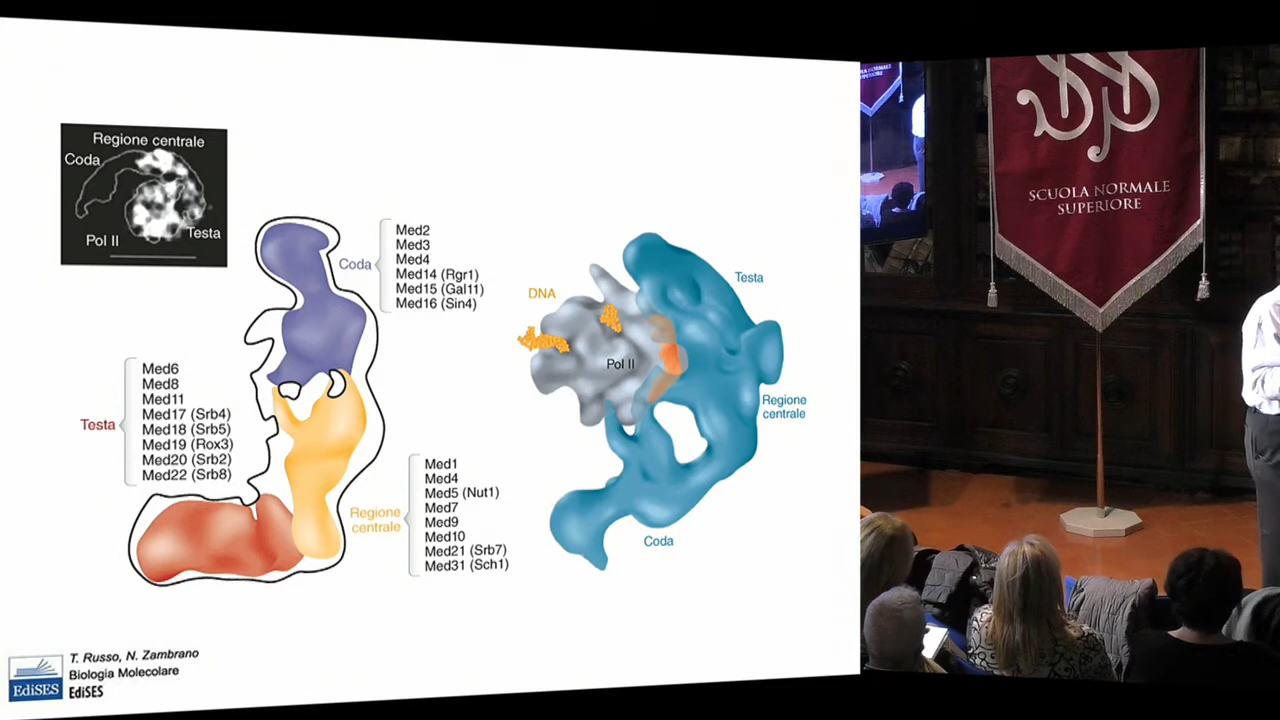 Regione centrale
Coda
Testa
Pol II
Coda
Med2
Med3
Med4
Med14 (Rgr1)
Med15 (Gal11)
Med16 (Sin4)
Testa
Med6
Med8
Med11
Med17 (Srb4)
Med18 (Srb5)
Med19 (Rox3)
Med20 (Srb2)
Med22 (Srb8)
Regione
centrale
Med1
Med4
Med5 (Nut1)
Med7
Med9
Med10
Med21 (Srb7)
Med31 (Sch1)
DNA
Testa
Pol II
Regione
centrale
Coda
EdiSES
T. Russo, N. Zambrano
Biologia Molecolare
EdiSES
SCUOLA NORMALE
SUPERIORE